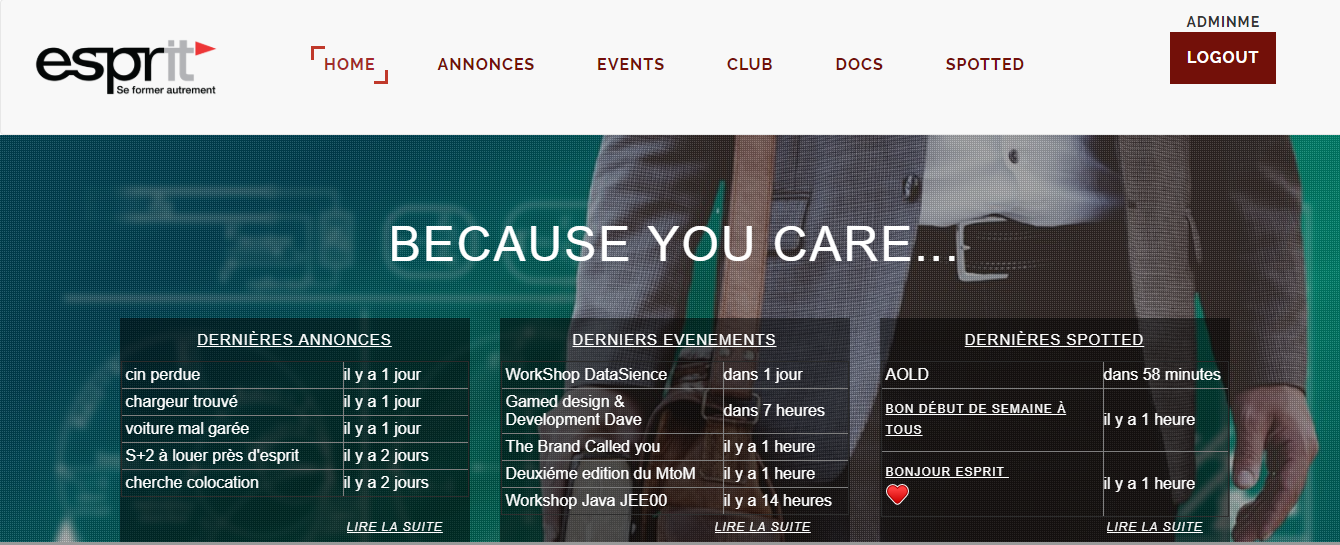 esprit
Se former autrement
HOME
ANNONCES
EVENTS
CLUB
DOCS
SPOTTED
ADMINME
LOGOUT
BECAUSE YOU CARE...
DERNIÈRES ANNONCES
cin perdue il y a 1 jour
chargeur trouvé il y a 1 jour
voiture mal garée il y a 1 jour
S+2 à louer près d'esprit il y a 2 jours
cherche colocation il y a 2 jours
LIRE LA SUITE
DERNIERS EVENEMENTS
WorkShop DataSience dans 1 jour
Gamed design &
Development Dave dans 7 heures
The Brand Called you il y a 1 heure
Deuxiéme edition du MtoM il y a 1 heure
Workshop Java JEE00 il y a 14 heures
LIRE LA SUITE
DERNIÈRES SPOTTED
AOLD dans 58 minutes
BON DÉBUT DE SEMAINE À
TOUS il y a 1 heure
BONJOUR ESPRIT
il y a 1 heure
LIRE LA SUITE